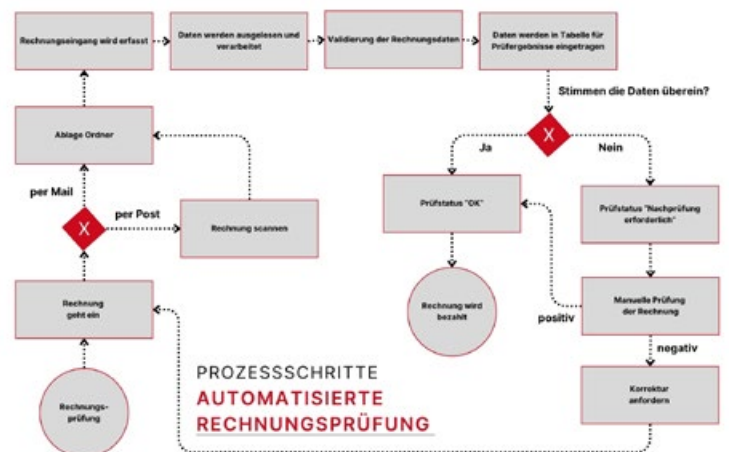 Rechnungseingang wird erfasst
Daten werden ausgelesen und
verarbeitet
Validierung der Rechnungsdaten
Daten werden in Tabelle für
Prüfergebnisse eingetragen
Stimmen die Daten überein?
X
Ja
Nein
Ablage Ordner
per Mail
X
per Post
Rechnung scannen
Prüfstatus "OK"
Prüfstatus "Nachprüfung
erforderlich"
Rechnung
geht ein
Rechnung wird
bezahlt
positiv
Manuelle Prüfung
der Rechnung
negativ
Rechnungs-
prüfung
PROZESSSCHRITTE
AUTOMATISIERTE
RECHNUNGSPRÜFUNG
Korrektur
anfordern